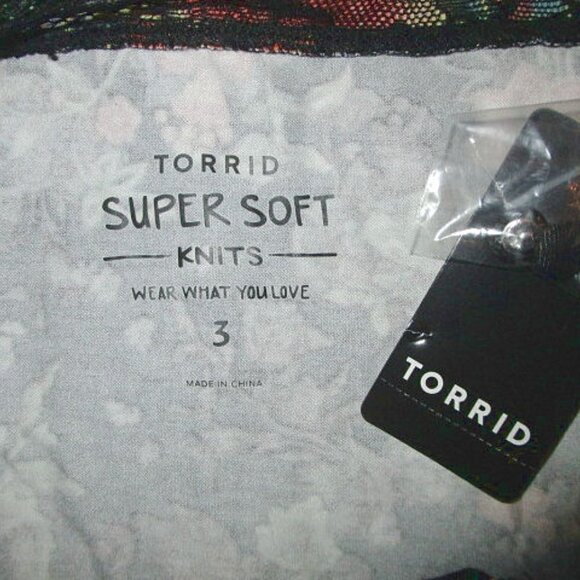 TORRID
SUPER SOFT
KNITS
WEAR WHAT YOU LOVE
3
MADE IN CHINA
TORRID